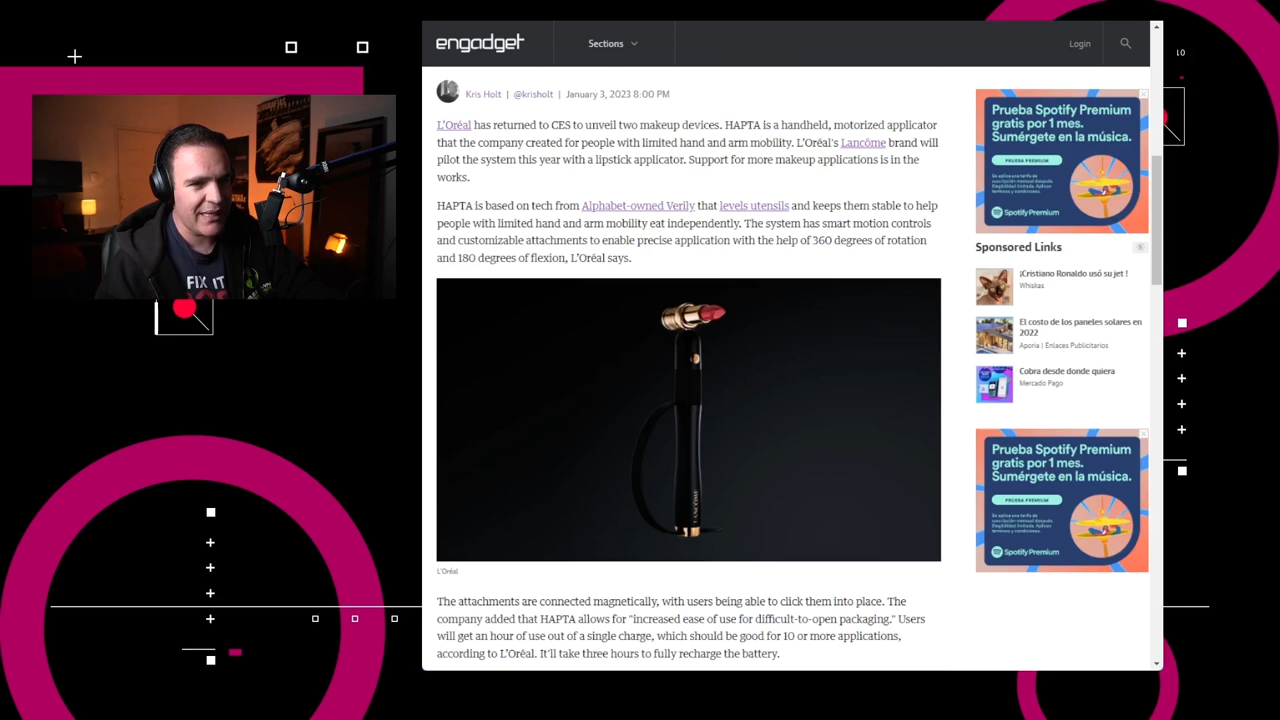 engadget
Sections
Login
Kris Holt | @krisholt | January 3, 2023 8:00 PM
L'Oréal has returned to CES to unveil two makeup devices. HAPTA is a handheld, motorized applicator
that the company created for people with limited hand and arm mobility. L'Oréal's Lancôme brand will
pilot the system this year with a lipstick applicator. Support for more makeup applications is in the
works.
HAPTA is based on tech from Alphabet-owned Verily that levels utensils and keeps them stable to help
people with limited hand and arm mobility eat independently. The system has smart motion controls
and customizable attachments to enable precise application with the help of 360 degrees of rotation
and 180 degrees of flexion, L'Oréal says.
LANCÔME
L'Oréal
The attachments are connected magnetically, with users being able to click them into place. The
company added that HAPTA allows for "increased ease of use for difficult-to-open packaging." Users
will get an hour of use out of a single charge, which should be good for 10 or more applications,
according to L'Oréal. It'll take three hours to fully recharge the battery.
Prueba Spotify Premium
gratis por 1 mes.
Sumérgete en la música.
PRUEBA PREMIUM
Spotify Premium
Sponsored Links
¡Cristiano Ronaldo usó su jet !
Whiskas
El costo de los paneles solares en
2022
Aporia | Enlaces Publicitarios
Cobra desde donde quiera
Mercado Pago
Prueba Spotify Premium
gratis por 1 mes.
Sumérgete en la música.
PRUEBA PREMIUM
Spotify Premium
FIX IT
10